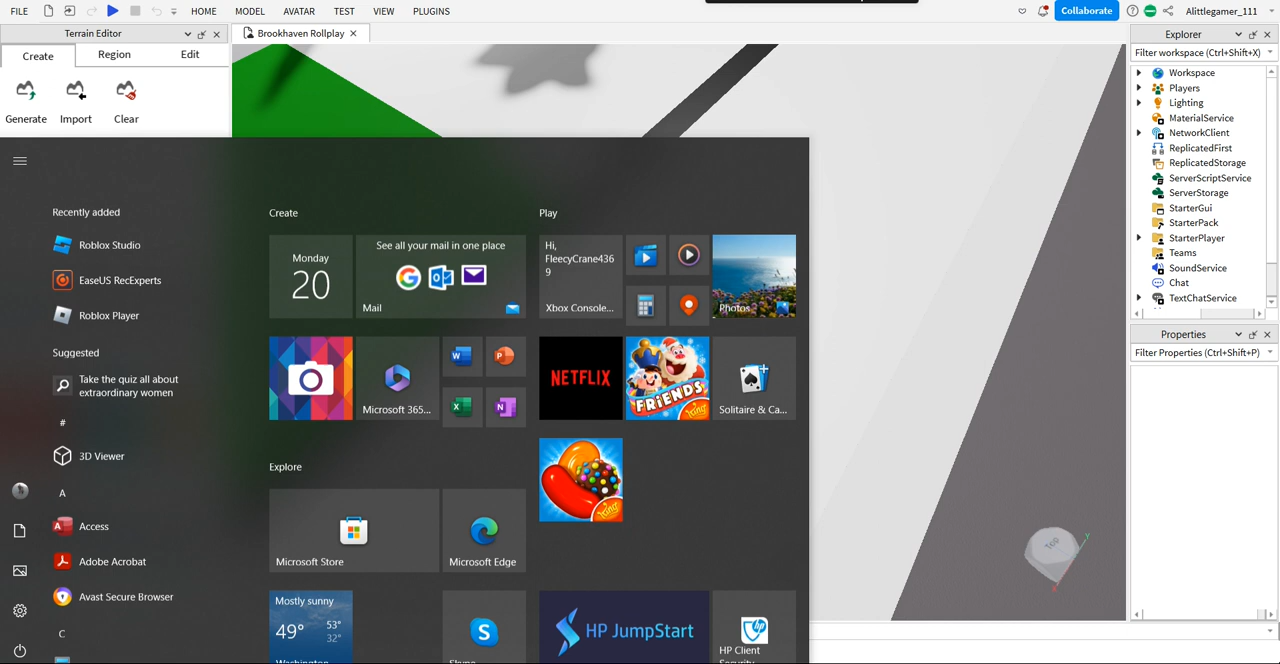 FILE
HOME
MODEL
AVATAR
TEST
VIEW
PLUGINS
Collaborate
Alittlegamer_111
Terrain Editor
Brookhaven Rollplay
Explorer
Create
Region
Edit
Filter workspace (Ctrl+Shift+X)
Generate
Import
Clear
Workspace
Players
Lighting
MaterialService
NetworkClient
ReplicatedFirst
ReplicatedStorage
ServerScriptService
ServerStorage
StarterGui
StarterPack
StarterPlayer
Teams
SoundService
Chat
TextChatService
Properties
Filter Properties (Ctrl+Shift+P)
Recently added
Roblox Studio
EaseUS RecExperts
Roblox Player
Suggested
Take the quiz all about
extraordinary women
#
3D Viewer
A
Access
Adobe Acrobat
Avast Secure Browser
C
Create
Monday
20
See all your mail in one place
Mail
Microsoft 365...
Explore
Microsoft Store
Microsoft Edge
Mostly sunny
49°
53°
32°
Play
Hi,
FleecyCrane436
9
Xbox Console...
Photos
NETFLIX
FRIENDS
King
Solitaire & Ca...
King
HP JumpStart
HP Client
Top
Y
X